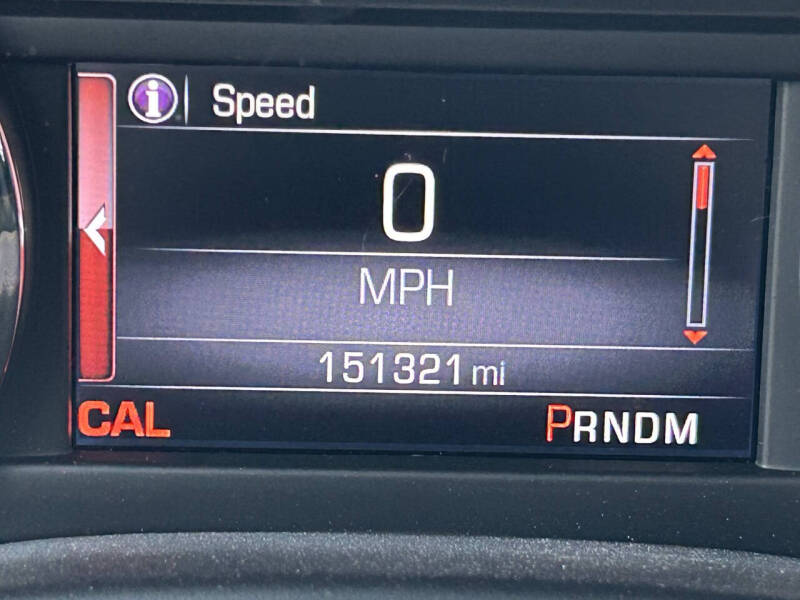 i Speed
0
MPH
151321 mi
CAL PRNDM